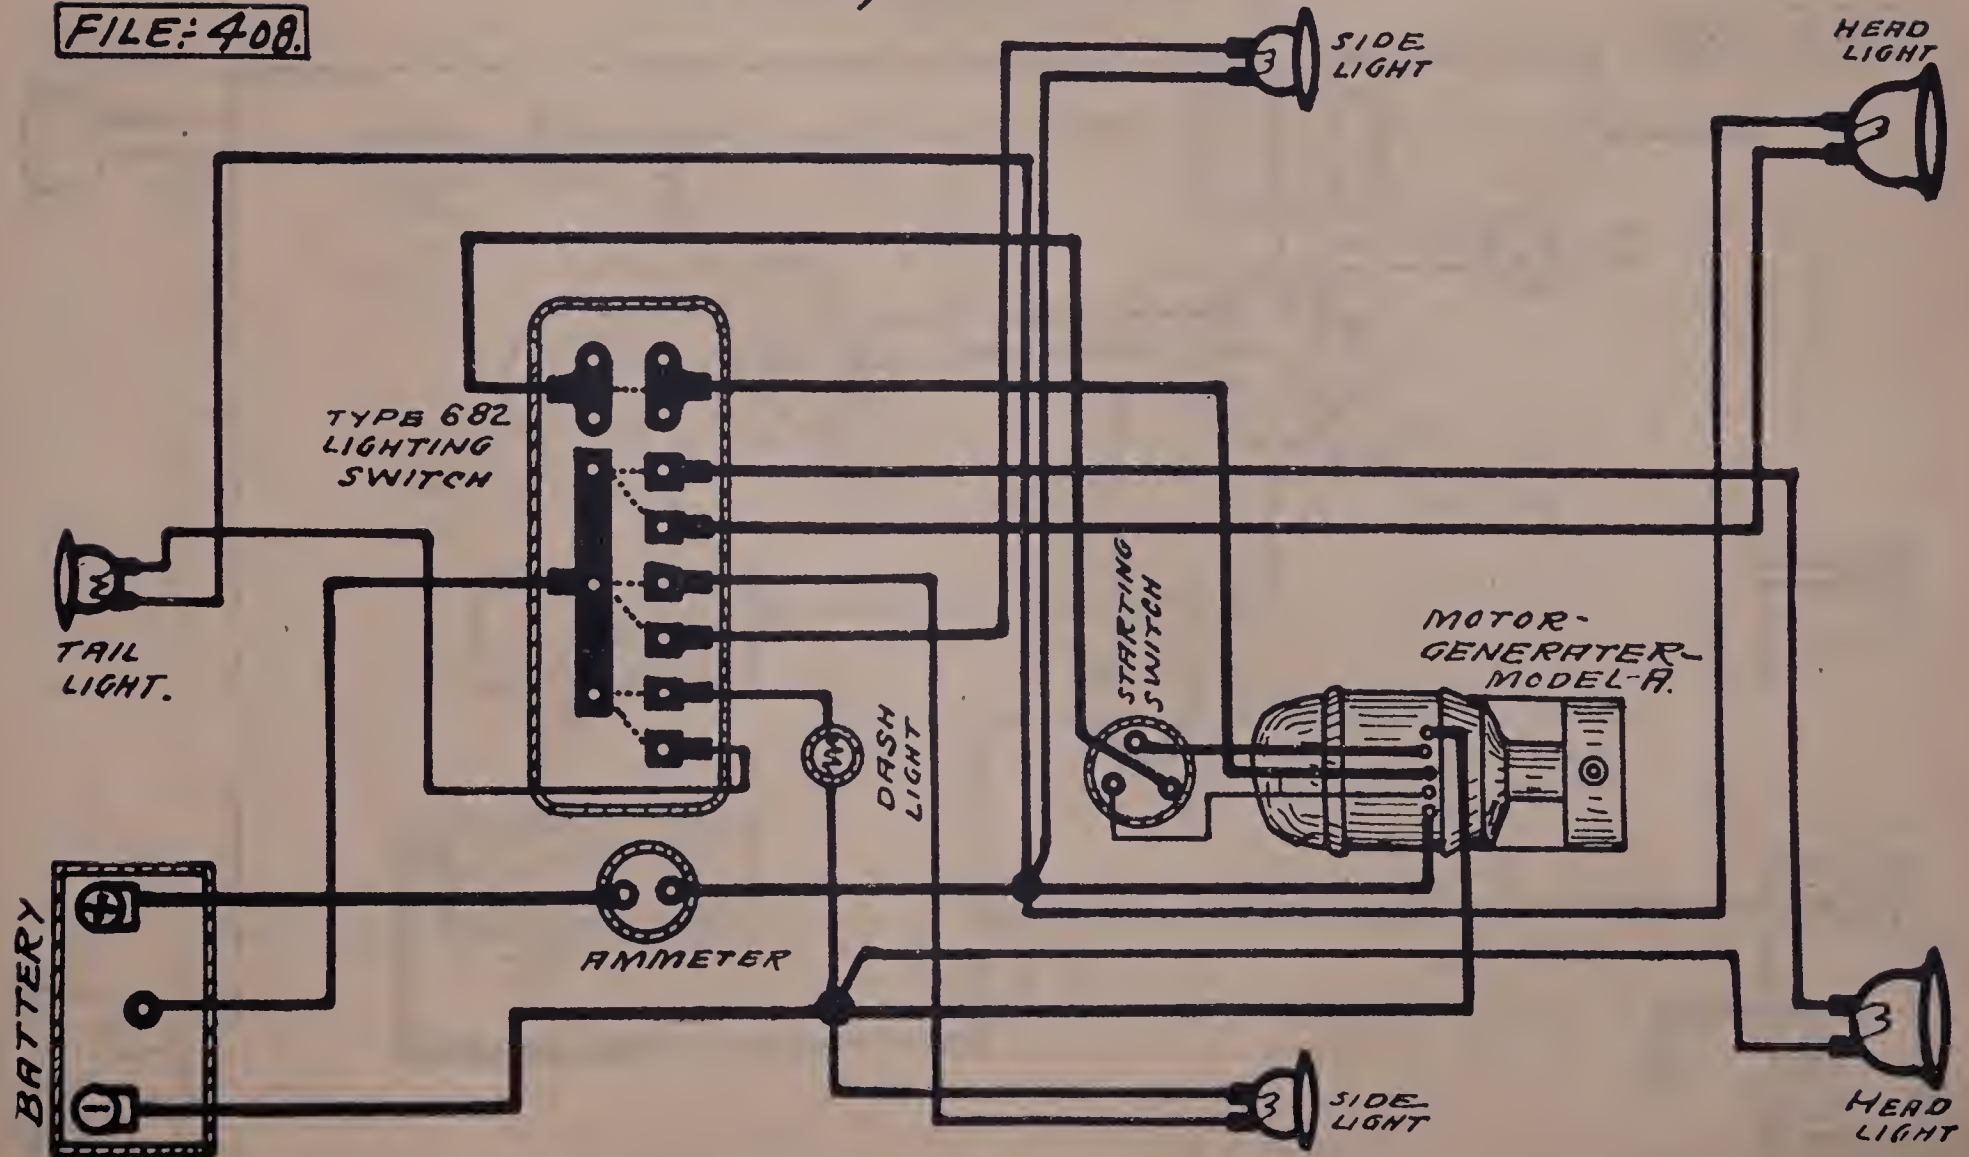 FILE:- 408.
SIDE
LIGHT
HEAD
LIGHT
TYPE 682
LIGHTING
SWITCH
STARTING
SWITCH
MOTOR-
GENERATER-
MODEL-A.
TAIL
LIGHT.
DASH
LIGHT
BATTERY
+
AMMETER
-
SIDE
LIGHT
HEAD
LIGHT